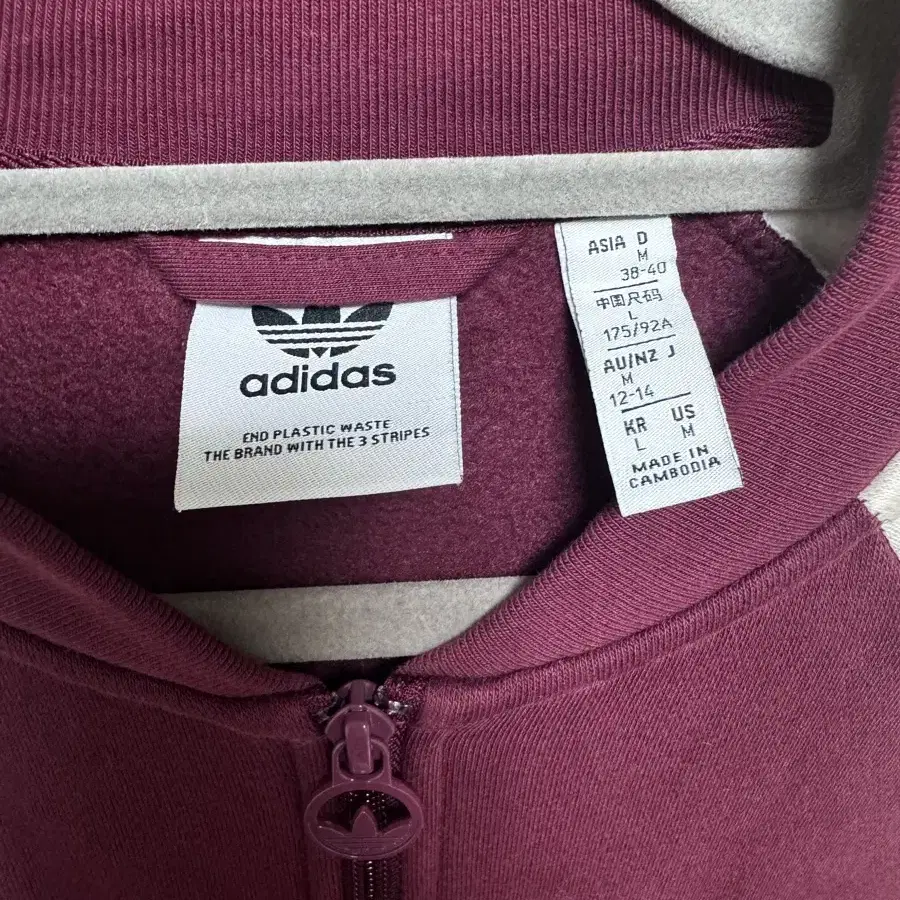 adidas
END PLASTIC WASTE
THE BRAND WITH THE 3 STRIPES
ASIA D
M
38-40
中国尺码
L
175/92A
AU/NZ J
M
12-14
KR US
L M
MADE IN
CAMBODIA